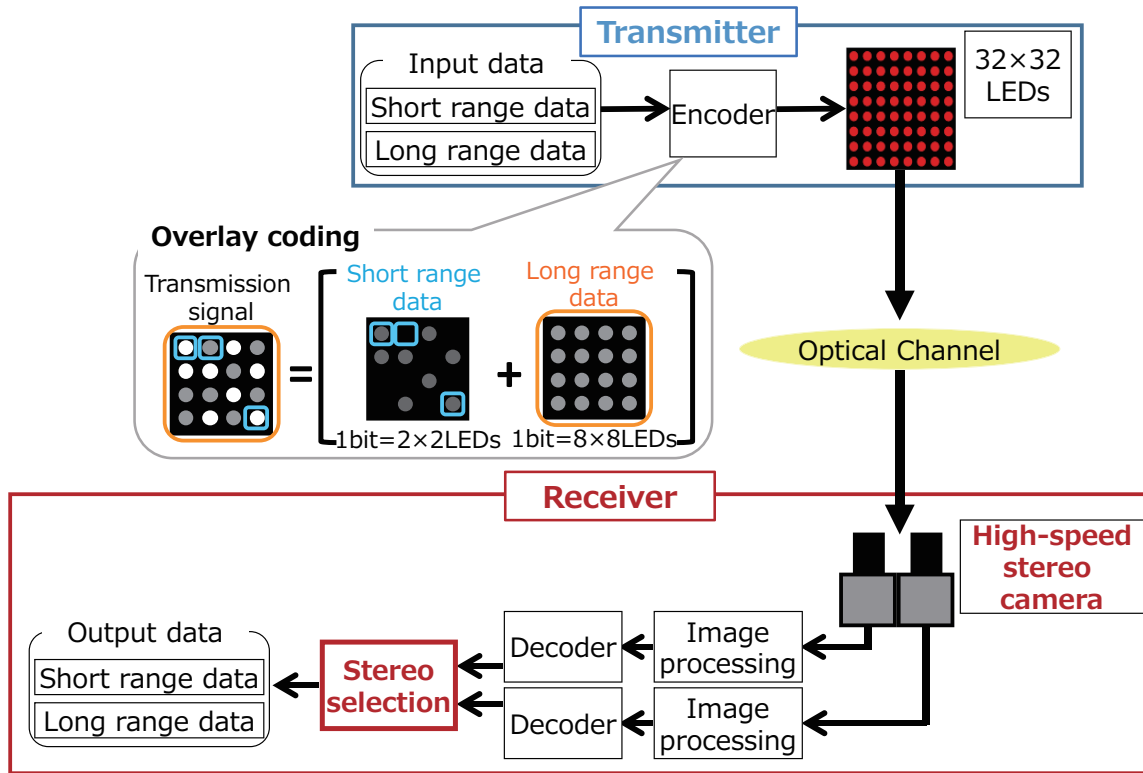 Transmitter
Input data
Short range data
Long range data
Encoder
32×32
LEDs
Overlay coding
Transmission
signal
=
Short range
data
1bit=2×2LEDs
+
Long range
data
1bit=8×8LEDs
Optical Channel
Receiver
High-speed
stereo
camera
Image
processing
Decoder
Image
processing
Decoder
Stereo
selection
Output data
Short range data
Long range data